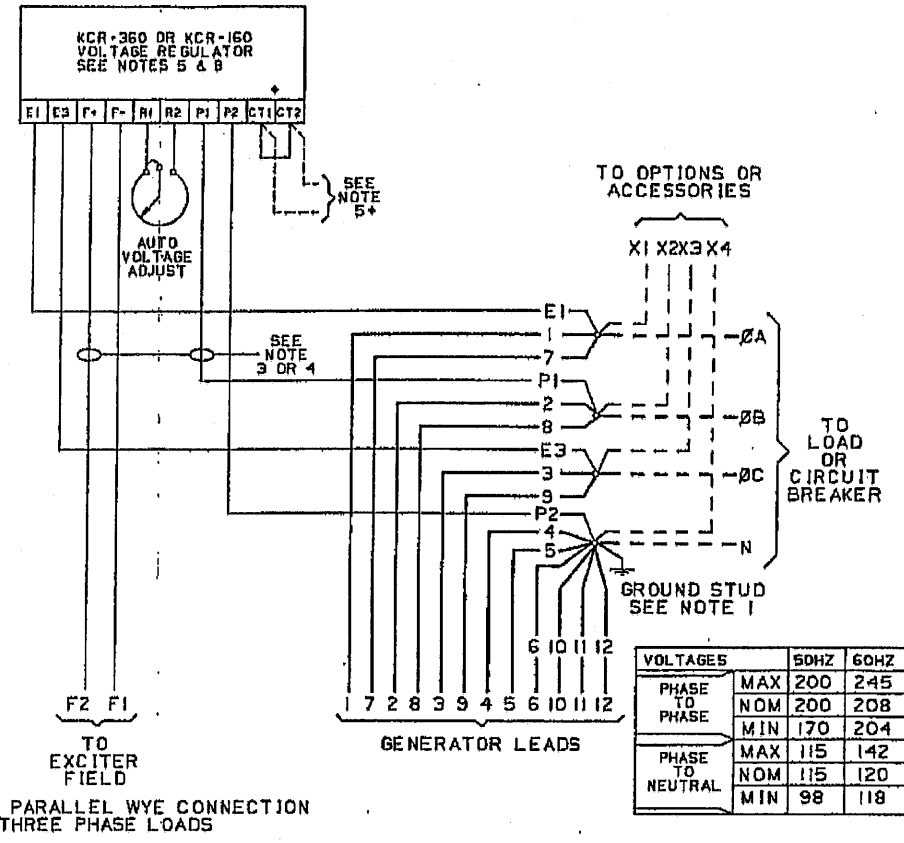 KCR-360 OR KCR-160
VOLTAGE REGULATOR
SEE NOTES 5 & 8
+
E1 E3 F+ F- R1 R2 P1 P2 CT1 CT2
SEE
NOTE
5+
AUTO
VOLTAGE
ADJUST
TO OPTIONS OR
ACCESSORIES
X1 X2 X3 X4
E1
1
7
ØA
SEE
NOTE
3 OR 4
P1
2
8
ØB
E3
3
9
ØC
P2
4
5
N
TO
LOAD
OR
CIRCUIT
BREAKER
GROUND STUD
SEE NOTE 1
6 10 11 12
F2 F1
TO
EXCITER
FIELD
1 7 2 8 3 9 4 5 6 10 11 12
GENERATOR LEADS
VOLTAGES 50HZ 60HZ
PHASE TO PHASE
MAX 200 245
NOM 200 208
MIN 170 204
PHASE TO NEUTRAL
MAX 115 142
NOM 115 120
MIN 98 118
PARALLEL WYE CONNECTION
THREE PHASE LOADS